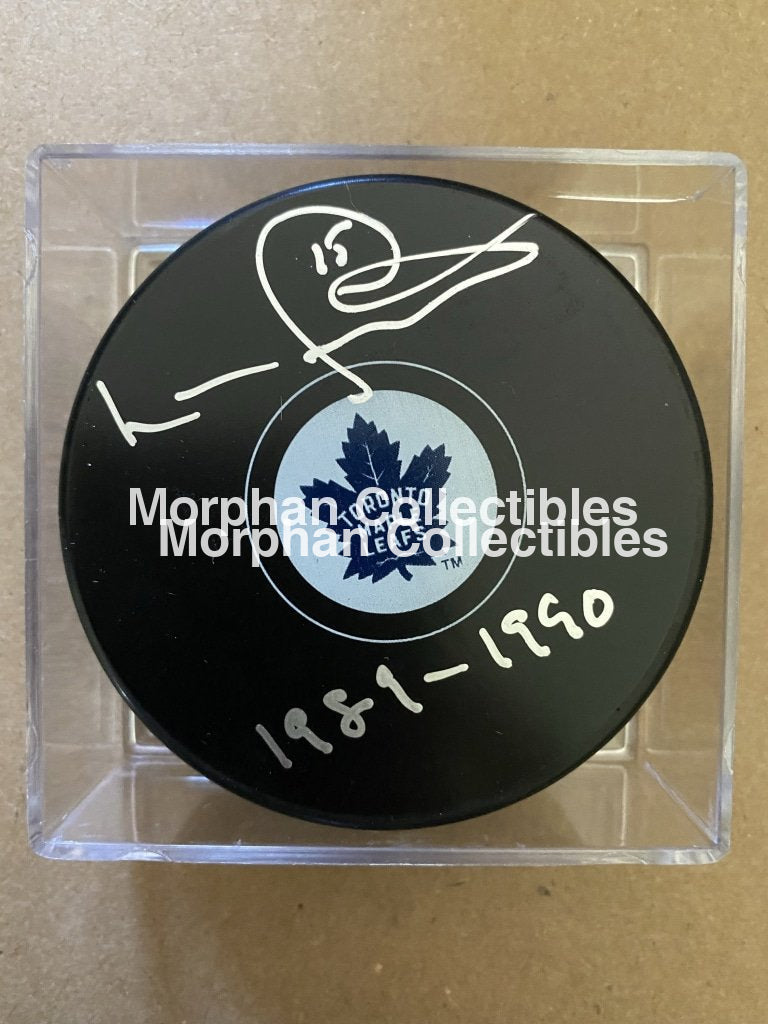 15
TORONTO
MAPLE
LEAFS
TM
Morphan Collectibles
Morphan Collectibles
1989-1990